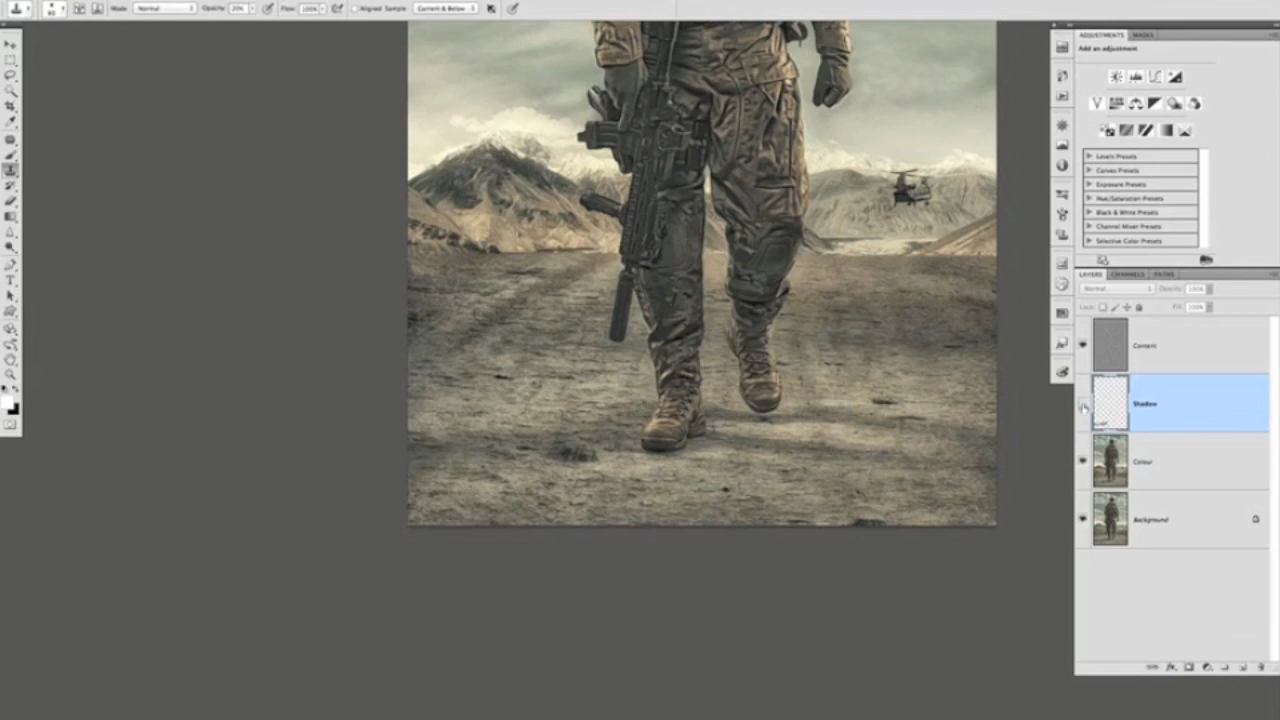 Mode: Normal Opacity: 20% Flow: 100% Aligned Sample: Current & Below
ADJUSTMENTS MASKS
Add an adjustment
Levels Presets
Curves Presets
Exposure Presets
Hue/Saturation Presets
Black & White Presets
Channel Mixer Presets
Selective Color Presets
LAYERS CHANNELS PATHS
Normal Opacity: 100%
Lock: Fill: 100%
Shadow
Colour
Background